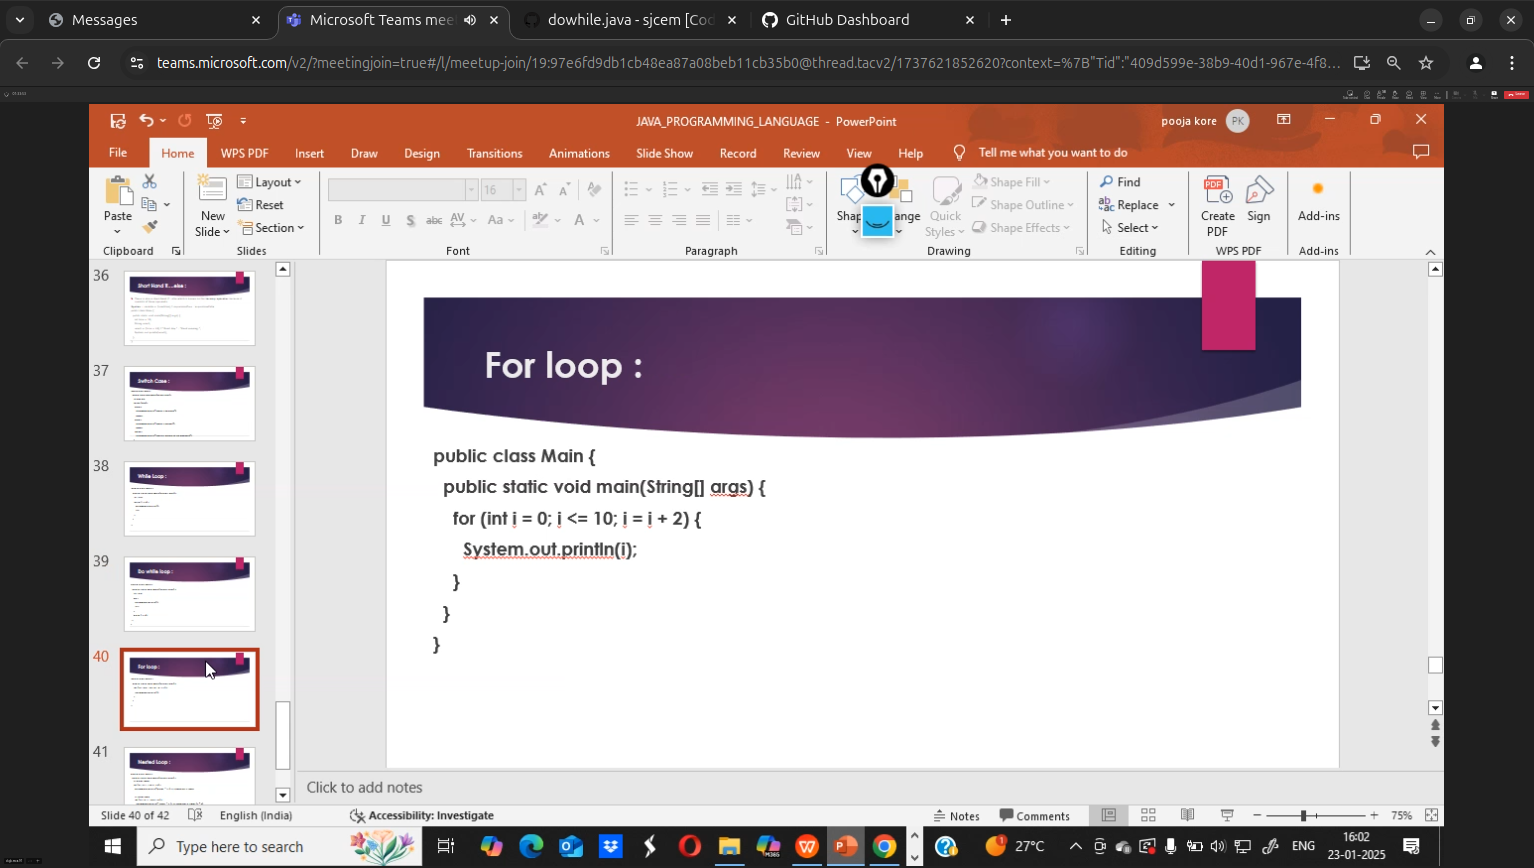 Messages
Microsoft Teams mee
dowhile.java - sjcem [Cod
GitHub Dashboard
teams.microsoft.com/v2/?meetingjoin=true#/l/meetup-join/19:97e6fd9db1cb48ea87a08beb11cb35b0@thread.tacv2/1737621852620?context=%7B"Tid":"409d599e-38b9-40d1-967e-4f8...
JAVA_PROGRAMMING_LANGUAGE - PowerPoint
pooja kore PK
File Home WPS PDF Insert Draw Design Transitions Animations Slide Show Record Review View Help Tell me what you want to do
Paste
Clipboard
New Slide
Layout
Reset
Section
Slides
16
B I U S abc AV Aa A
Font
Paragraph
Quick Styles
Shape Fill
Shape Outline
Shape Effects
Drawing
Find
Replace
Select
Editing
Create PDF
Sign
WPS PDF
Add-ins
Add-ins
36
Short Hand If...else :
37
Switch Case :
38
While Loop :
39
Do while loop :
40
For loop :
41
Nested Loop :
For loop :
public class Main {
public static void main(String[] args) {
for (int i = 0; i <= 10; i = i + 2) {
System.out.println(i);
}
}
}
Click to add notes
Slide 40 of 42 English (India) Accessibility: Investigate Notes Comments 75%
Type here to search
27°C ENG
16:02
23-01-2025